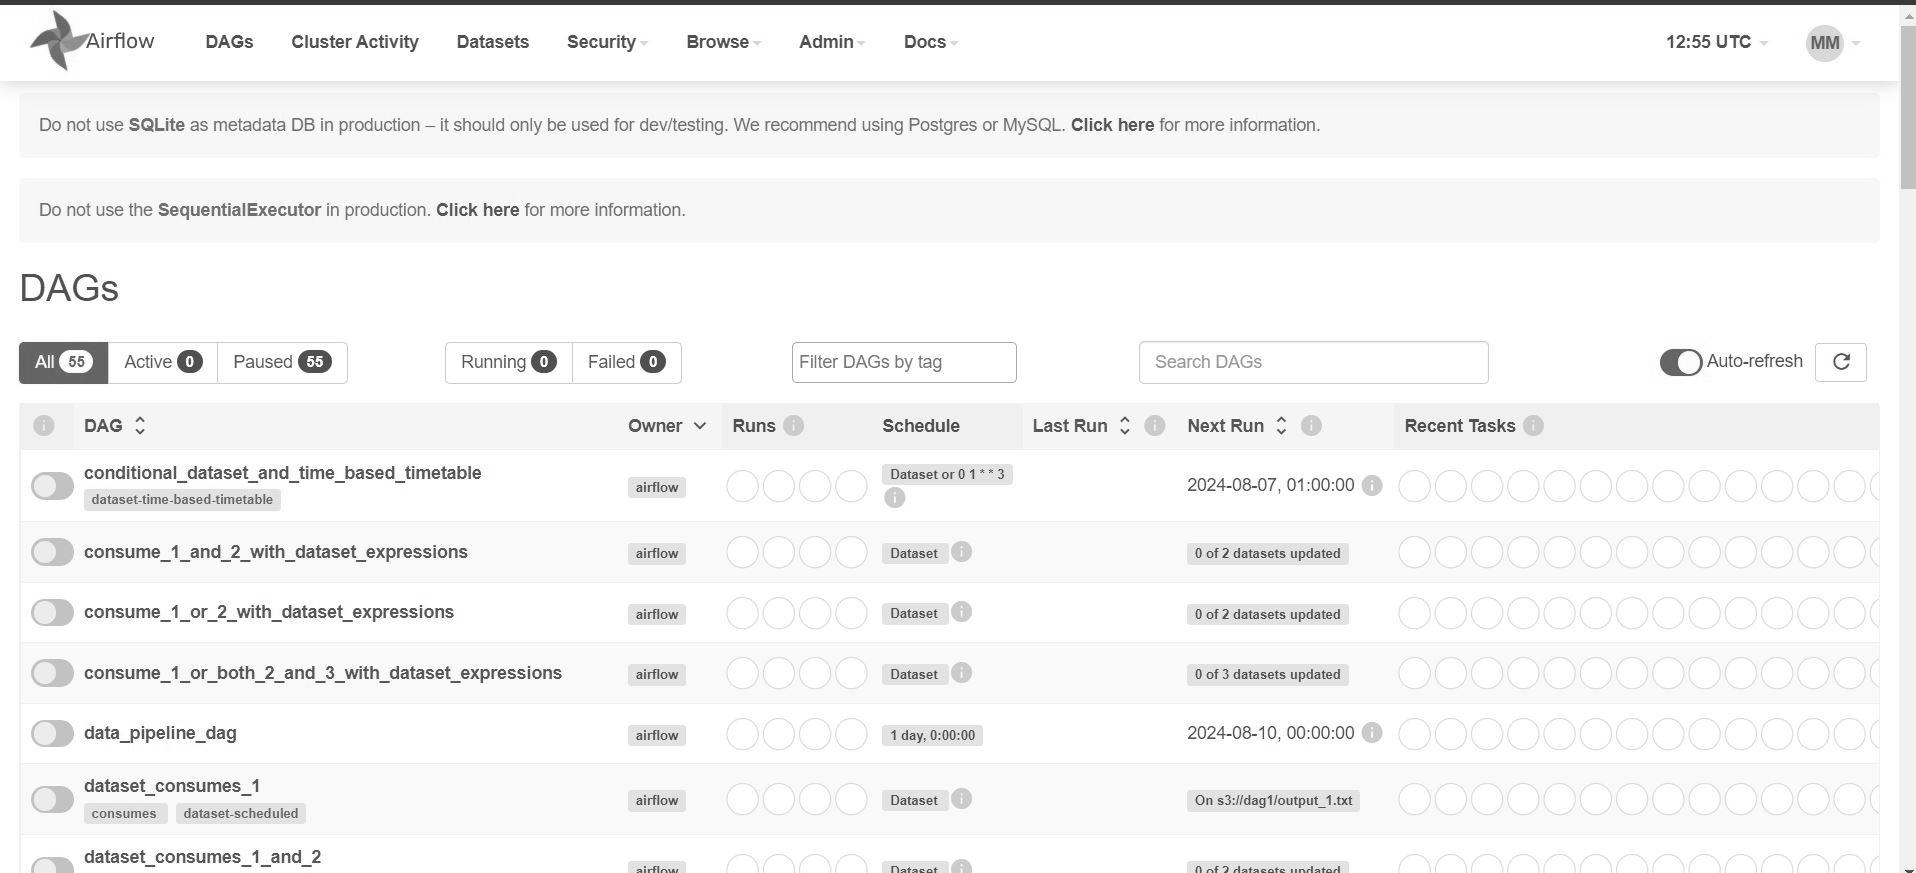 Airflow DAGs Cluster Activity Datasets Security Browse Admin Docs 12:55 UTC MM
Do not use SQLite as metadata DB in production – it should only be used for dev/testing. We recommend using Postgres or MySQL. Click here for more information.
Do not use the SequentialExecutor in production. Click here for more information.
DAGs
All 55 Active 0 Paused 55 Running 0 Failed 0 Filter DAGs by tag Search DAGs Auto-refresh
DAG Owner Runs Schedule Last Run Next Run Recent Tasks
conditional_dataset_and_time_based_timetable airflow Dataset or 0 1 * * 3 2024-08-07, 01:00:00
dataset-time-based-timetable
consume_1_and_2_with_dataset_expressions airflow Dataset 0 of 2 datasets updated
consume_1_or_2_with_dataset_expressions airflow Dataset 0 of 2 datasets updated
consume_1_or_both_2_and_3_with_dataset_expressions airflow Dataset 0 of 3 datasets updated
data_pipeline_dag airflow 1 day, 0:00:00 2024-08-10, 00:00:00
dataset_consumes_1 airflow Dataset On s3://dag1/output_1.txt
consumes dataset-scheduled
dataset_consumes_1_and_2 airflow Dataset 0 of 2 datasets updated